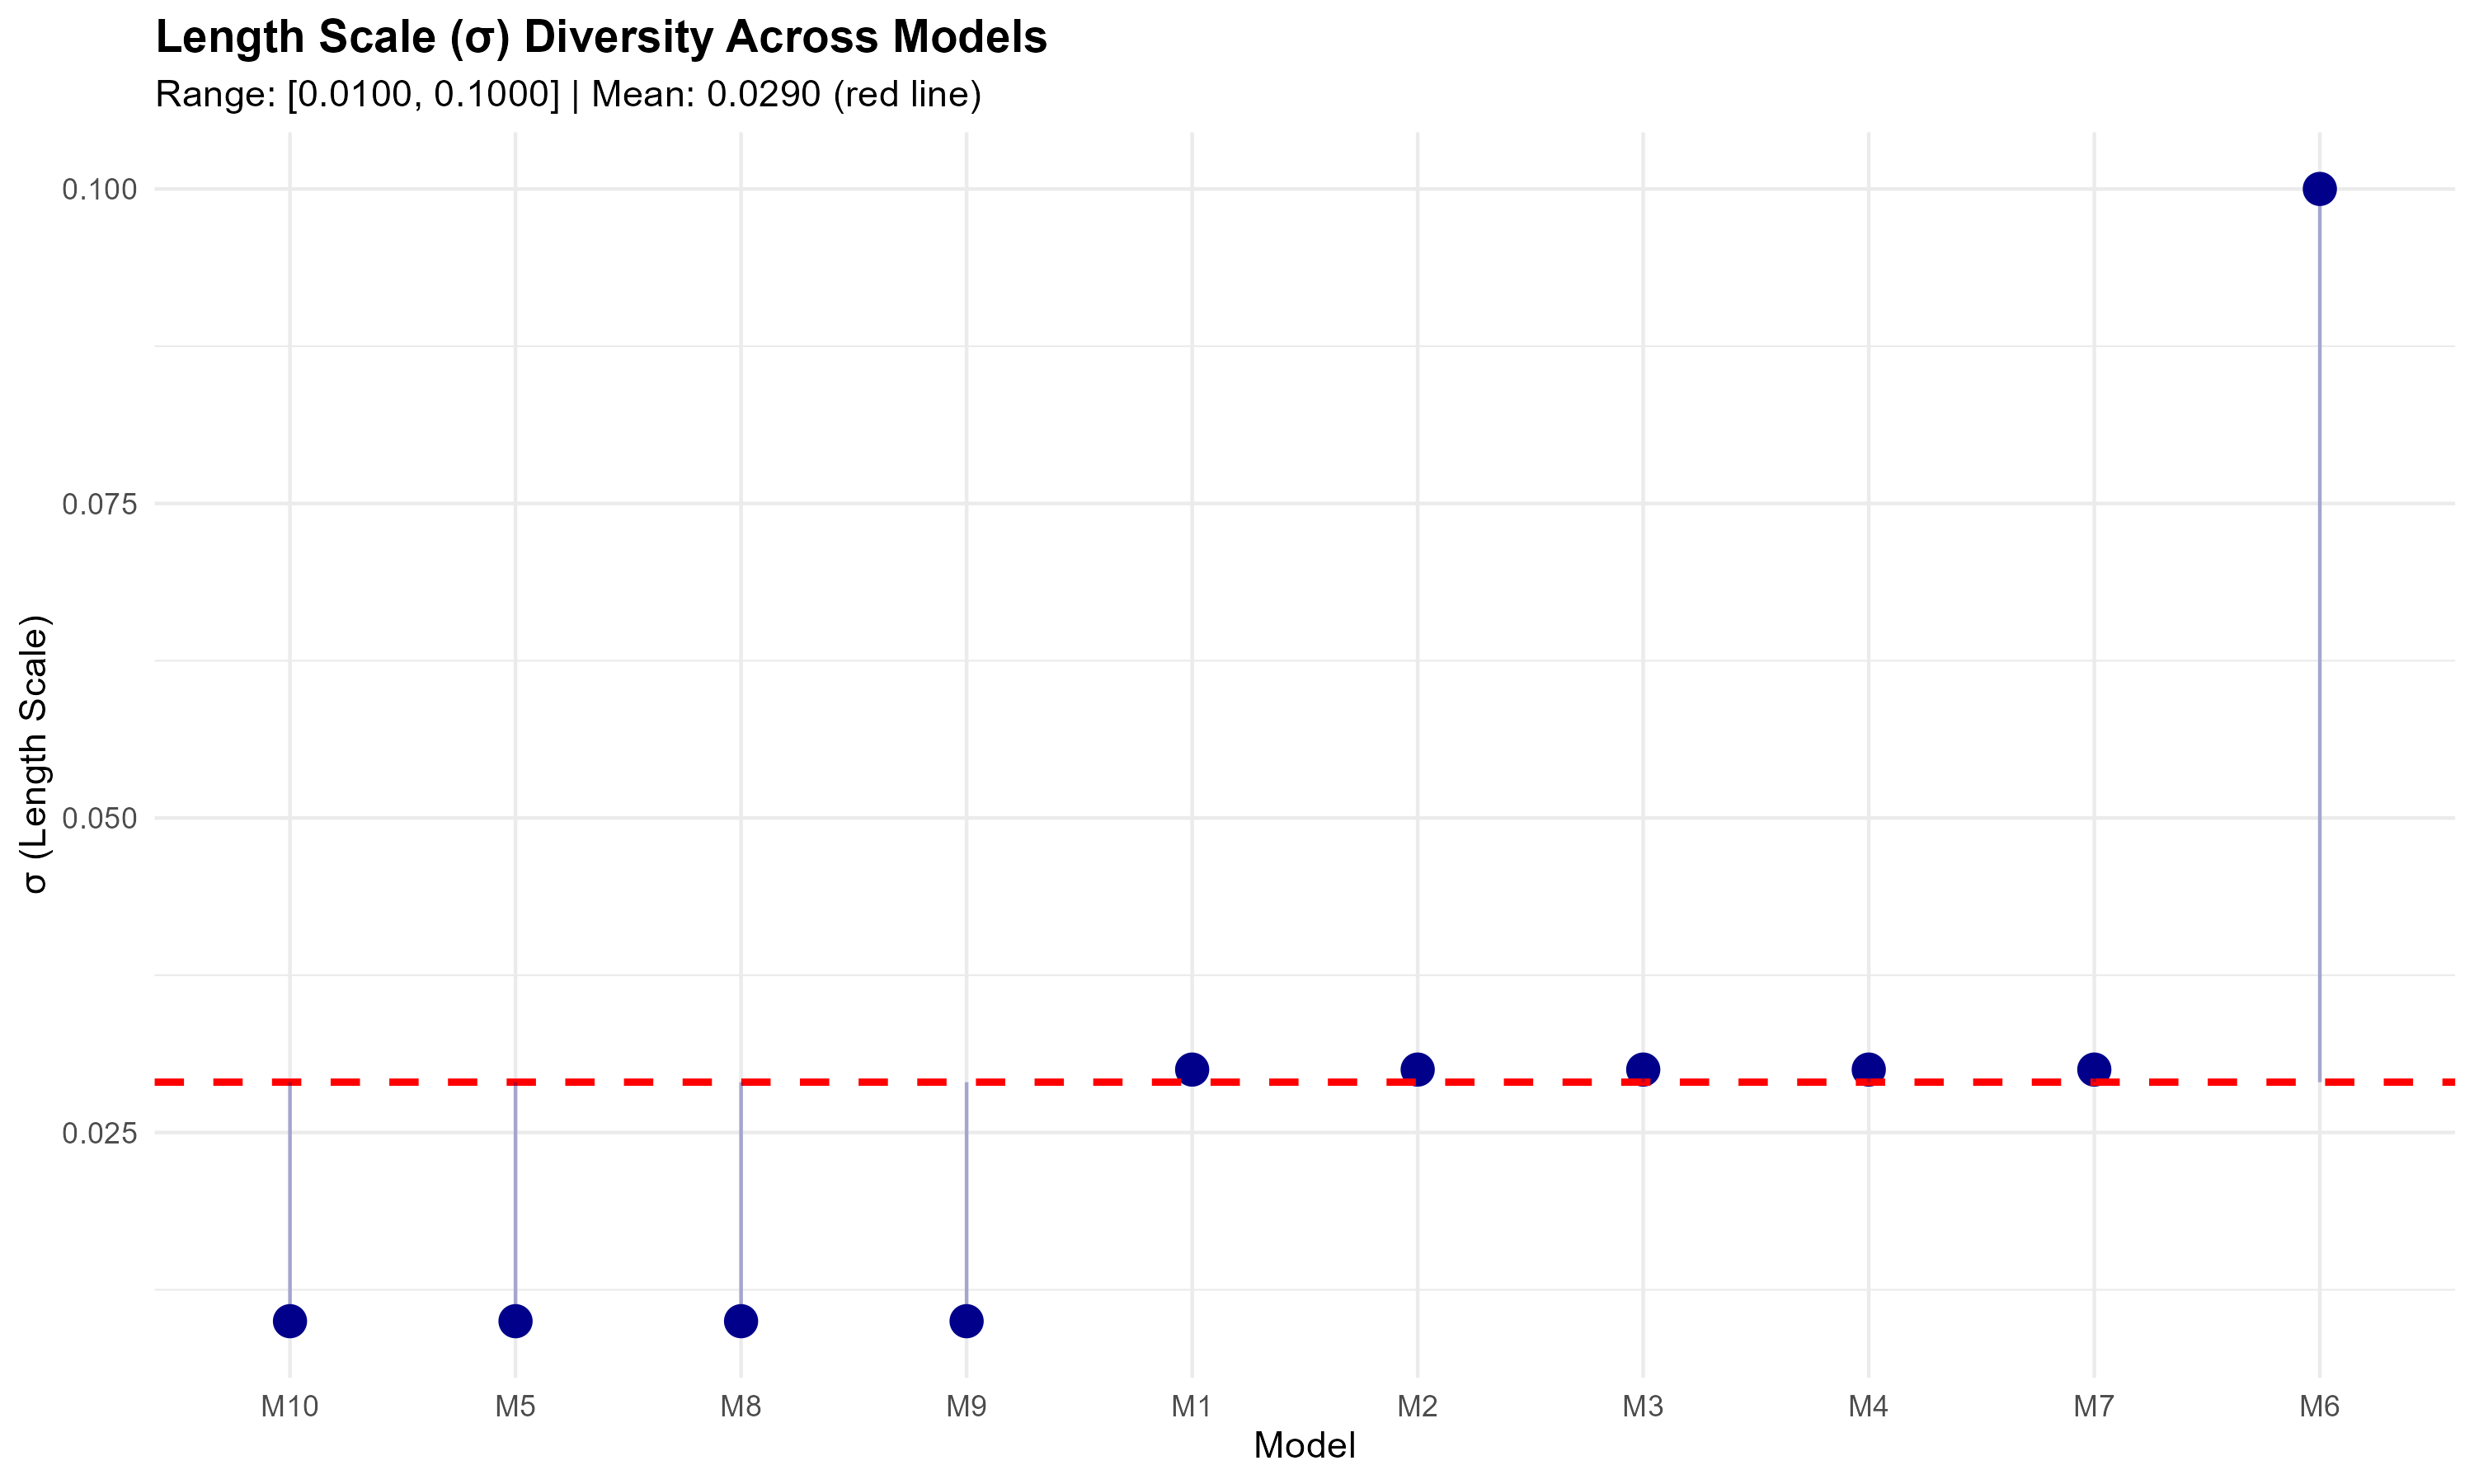 Length Scale (σ) Diversity Across Models
Range: [0.0100, 0.1000] | Mean: 0.0290 (red line)
σ (Length Scale)
0.100
0.075
0.050
0.025
M10 M5 M8 M9 M1 M2 M3 M4 M7 M6
Model